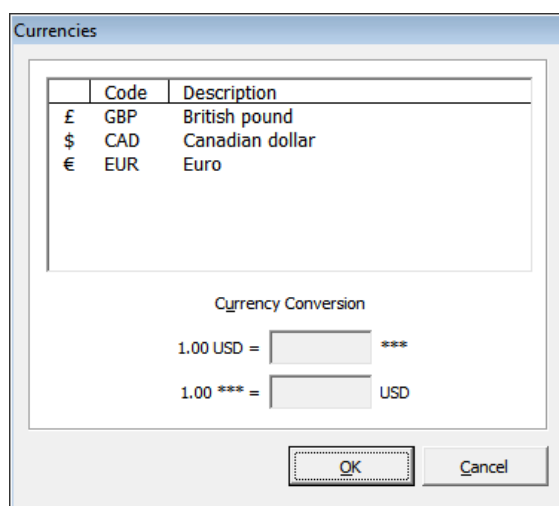 Currencies
Code Description
£ GBP British pound
$ CAD Canadian dollar
€ EUR Euro
Currency Conversion
1.00 USD = ***
1.00 *** = USD
OK Cancel